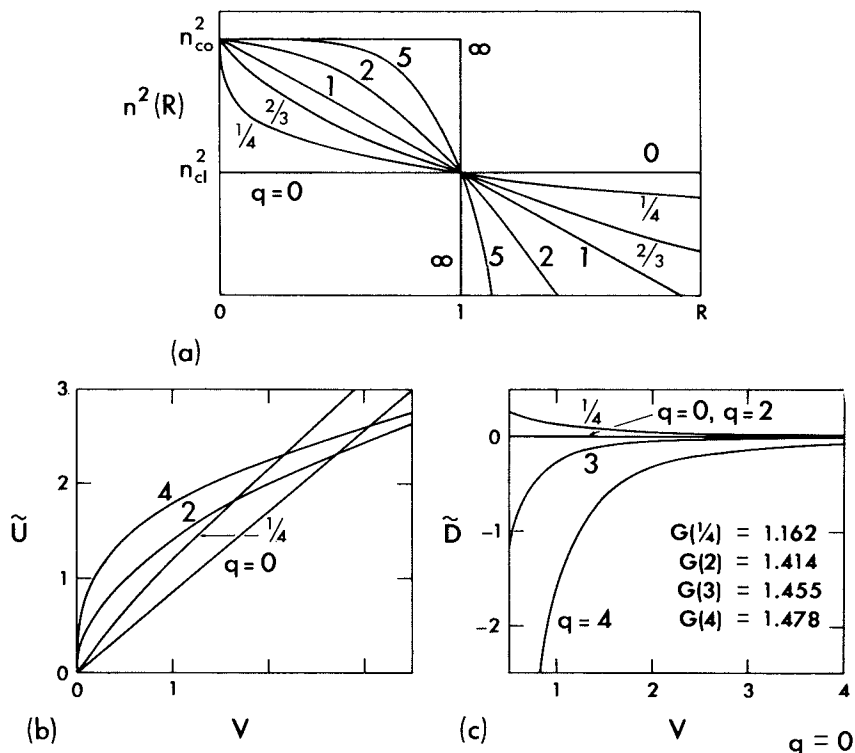 n²co
n²(R)
n²cl
∞
5
2
1
2/3
1/4
0
q=0
1/4
2/3
1
2
5
∞
0
1
R
(a)
3
2
1
0
Ũ
4
2
1/4
q=0
0
1
V
(b)
0
-1
-2
D̃
1/4
q=0, q=2
3
q=4
G(1/4) = 1.162
G(2) = 1.414
G(3) = 1.455
G(4) = 1.478
1
2
3
4
V
(c)
q = 0